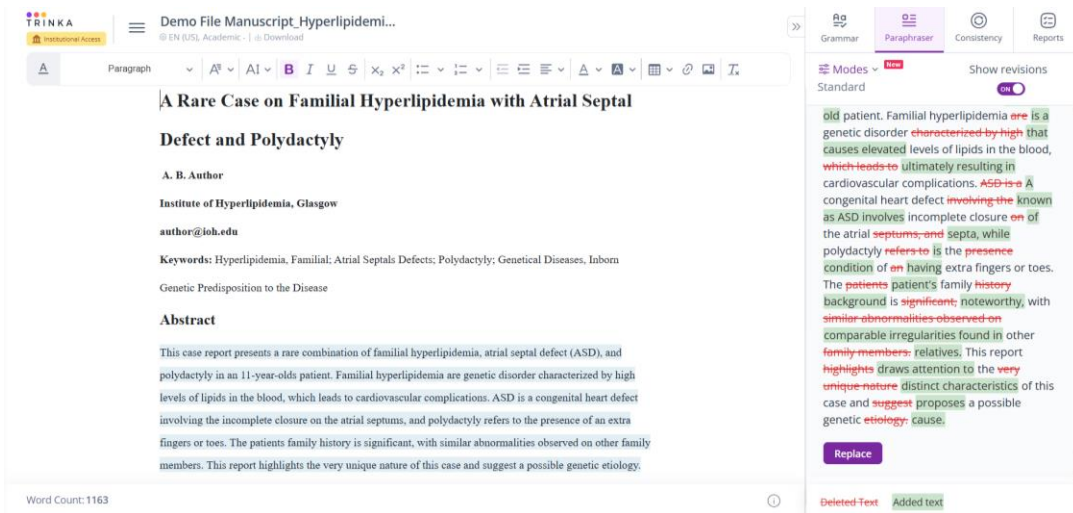 TRINKA
Institutional Access
Demo File Manuscript_Hyperlipidemi...
EN (US), Academic - | Download
Grammar
Paraphraser
Consistency
Reports
Paragraph
Modes
New
Show revisions
Standard
ON
A Rare Case on Familial Hyperlipidemia with Atrial Septal
Defect and Polydactyly
A. B. Author
Institute of Hyperlipidemia, Glasgow
author@ioh.edu
Keywords: Hyperlipidemia, Familial; Atrial Septals Defects; Polydactyly; Genetical Diseases, Inborn
Genetic Predisposition to the Disease
Abstract
This case report presents a rare combination of familial hyperlipidemia, atrial septal defect (ASD), and
polydactyly in an 11-year-olds patient. Familial hyperlipidemia are genetic disorder characterized by high
levels of lipids in the blood, which leads to cardiovascular complications. ASD is a congenital heart defect
involving the incomplete closure on the atrial septums, and polydactyly refers to the presence of an extra
fingers or toes. The patients family history is significant, with similar abnormalities observed on other family
members. This report highlights the very unique nature of this case and suggest a possible genetic etiology.
Word Count: 1163
old patient. Familial hyperlipidemia are is a
genetic disorder characterized by high that
causes elevated levels of lipids in the blood,
which leads to ultimately resulting in
cardiovascular complications. ASD is a A
congenital heart defect involving the known
as ASD involves incomplete closure on of
the atrial septums, and septa, while
polydactyly refers to is the presence
condition of an having extra fingers or toes.
The patients patient's family history
background is significant, noteworthy, with
similar abnormalities observed on
comparable irregularities found in other
family members. relatives. This report
highlights draws attention to the very
unique nature distinct characteristics of this
case and suggest proposes a possible
genetic etiology. cause.
Replace
Deleted Text Added text